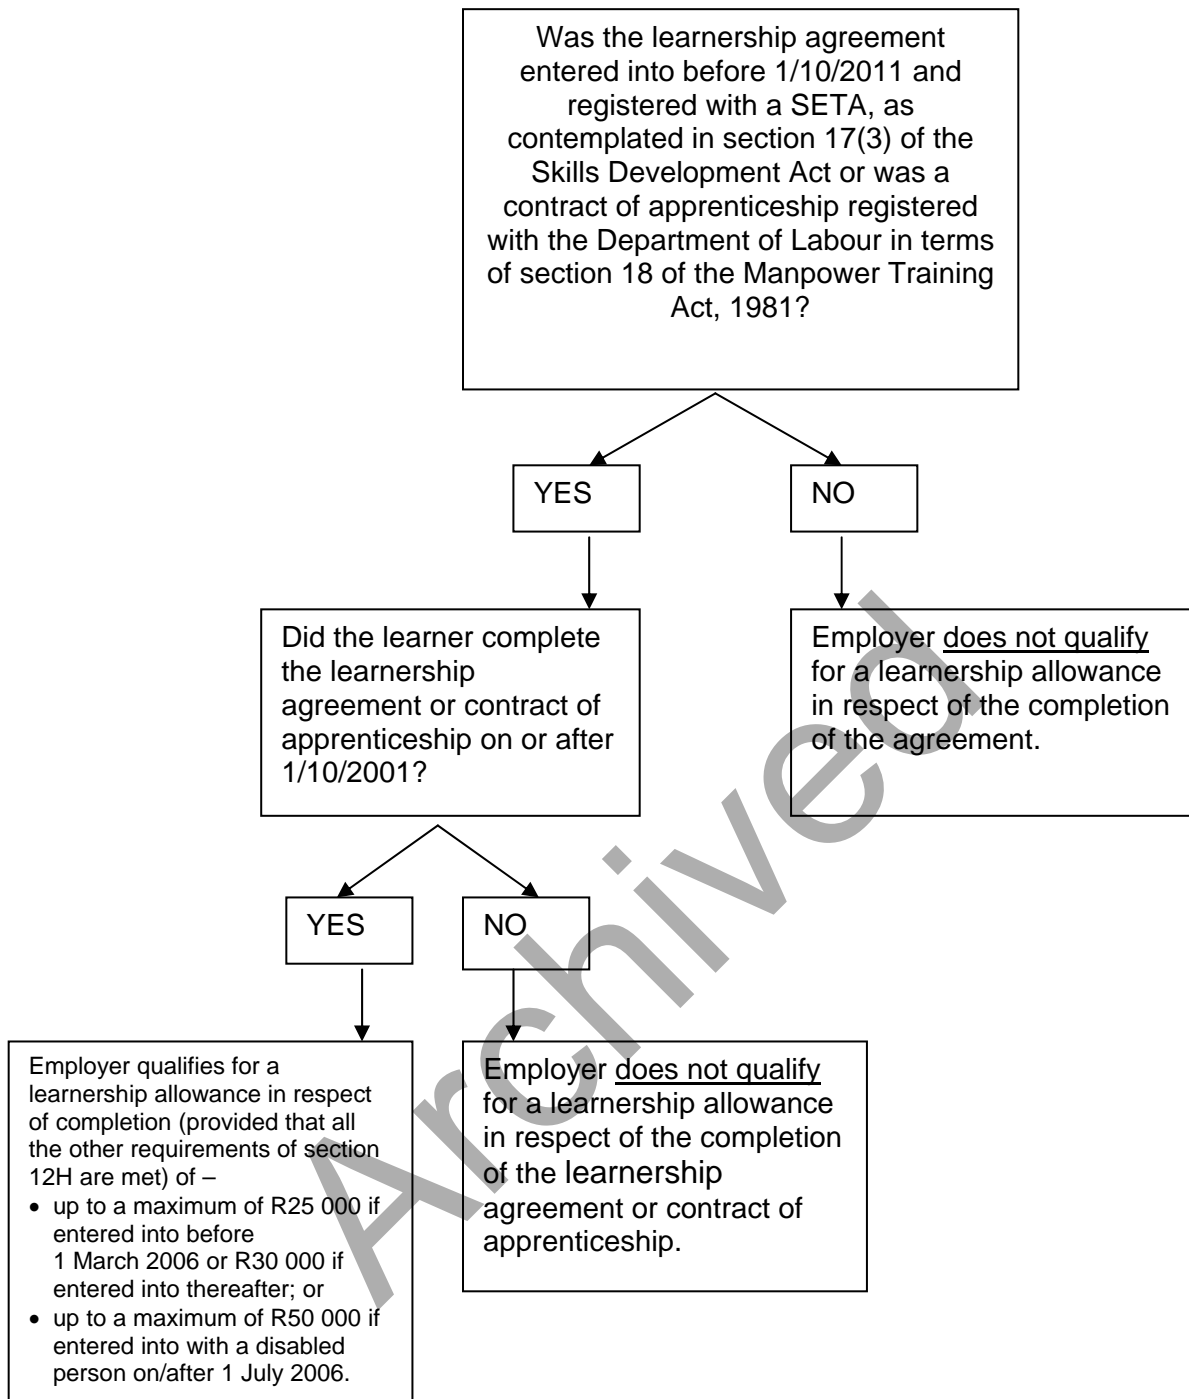 Was the learnership agreement
entered into before 1/10/2011 and
registered with a SETA, as
contemplated in section 17(3) of the
Skills Development Act or was a
contract of apprenticeship registered
with the Department of Labour in terms
of section 18 of the Manpower Training
Act, 1981?
YES
NO
Did the learner complete
the learnership
agreement or contract of
apprenticeship on or after
1/10/2001?
Employer does not qualify
for a learnership allowance
in respect of the completion
of the agreement.
YES
NO
Employer qualifies for a
learnership allowance in respect
of completion (provided that all
the other requirements of section
12H are met) of –
• up to a maximum of R25 000 if
entered into before
1 March 2006 or R30 000 if
entered into thereafter; or
• up to a maximum of R50 000 if
entered into with a disabled
person on/after 1 July 2006.
Employer does not qualify
for a learnership allowance
in respect of the completion
of the learnership
agreement or contract of
apprenticeship.
Archived